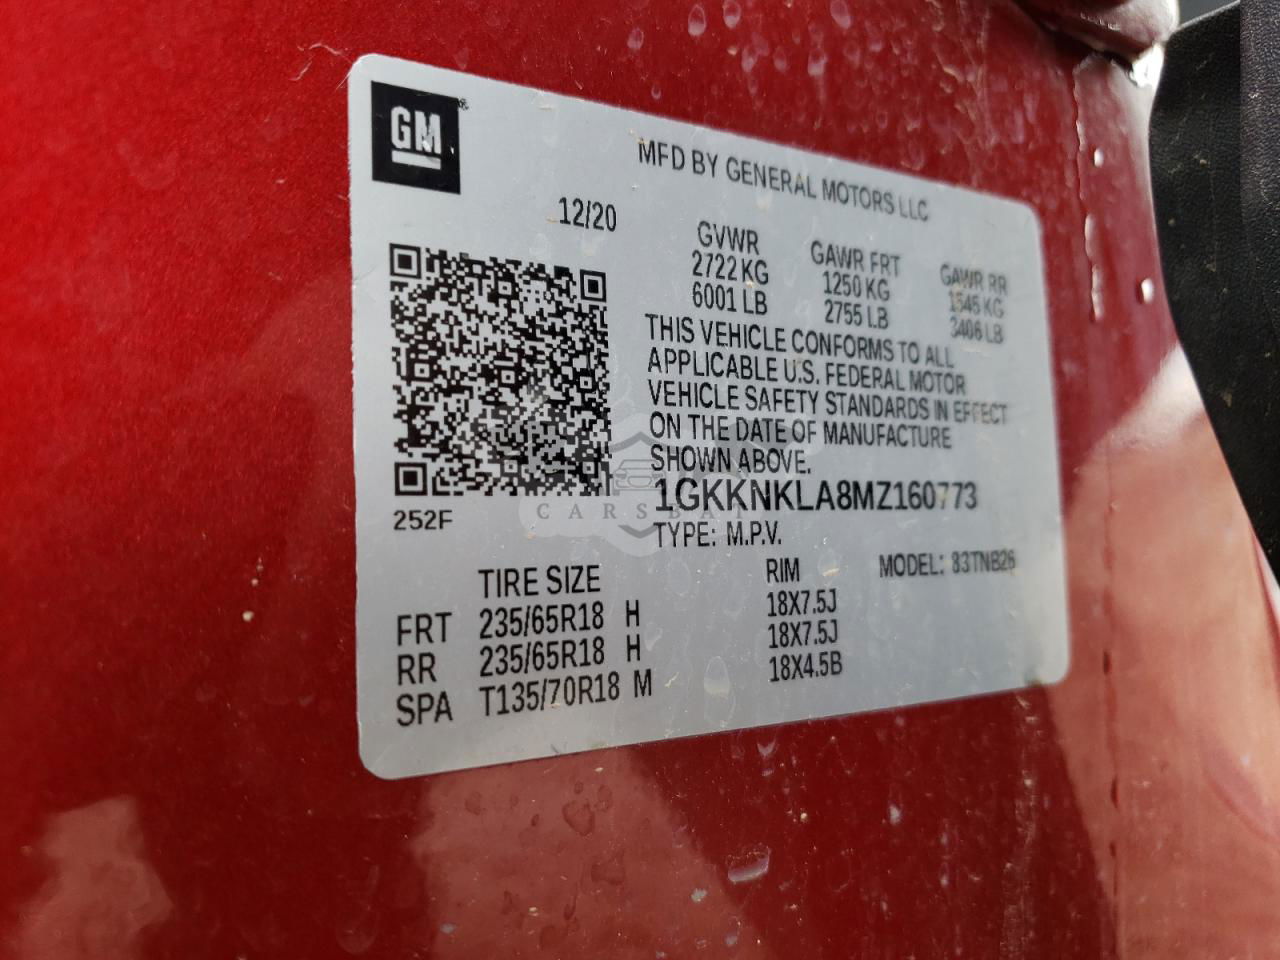 GM®
MFD BY GENERAL MOTORS LLC
12/20
GVWR GAWR FRT GAWR RR
2722 KG 1250 KG 1545 KG
6001 LB 2755 LB 3406 LB
THIS VEHICLE CONFORMS TO ALL
APPLICABLE U.S. FEDERAL MOTOR
VEHICLE SAFETY STANDARDS IN EFFECT
ON THE DATE OF MANUFACTURE
SHOWN ABOVE.
1GKKNKLA8MZ160773
CARSBAT
252F
TYPE: M.P.V.
MODEL: 83TNB26
TIRE SIZE RIM
FRT 235/65R18 H 18X7.5J
RR 235/65R18 H 18X7.5J
SPA T135/70R18 M 18X4.5B